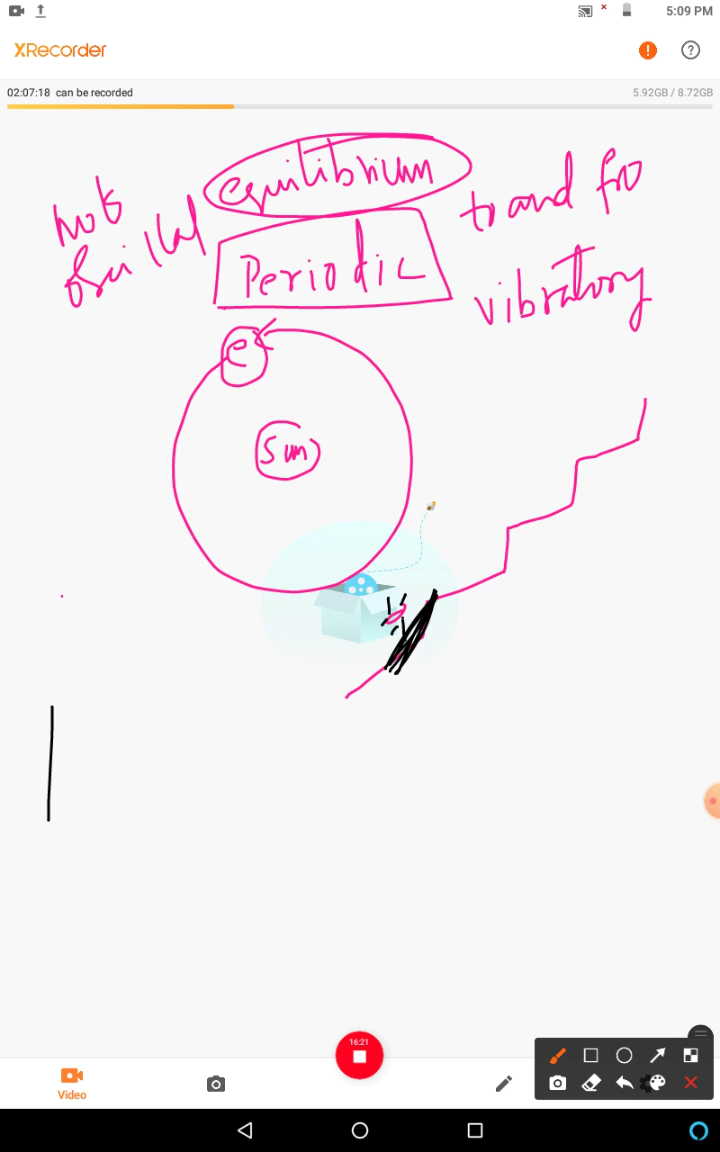 5:09 PM
XRecorder
! ?
02:07:18 can be recorded 5.92GB / 8.72GB
not equilibrium to and fro
Periodic vibratory
e
Sun
16:21
Video